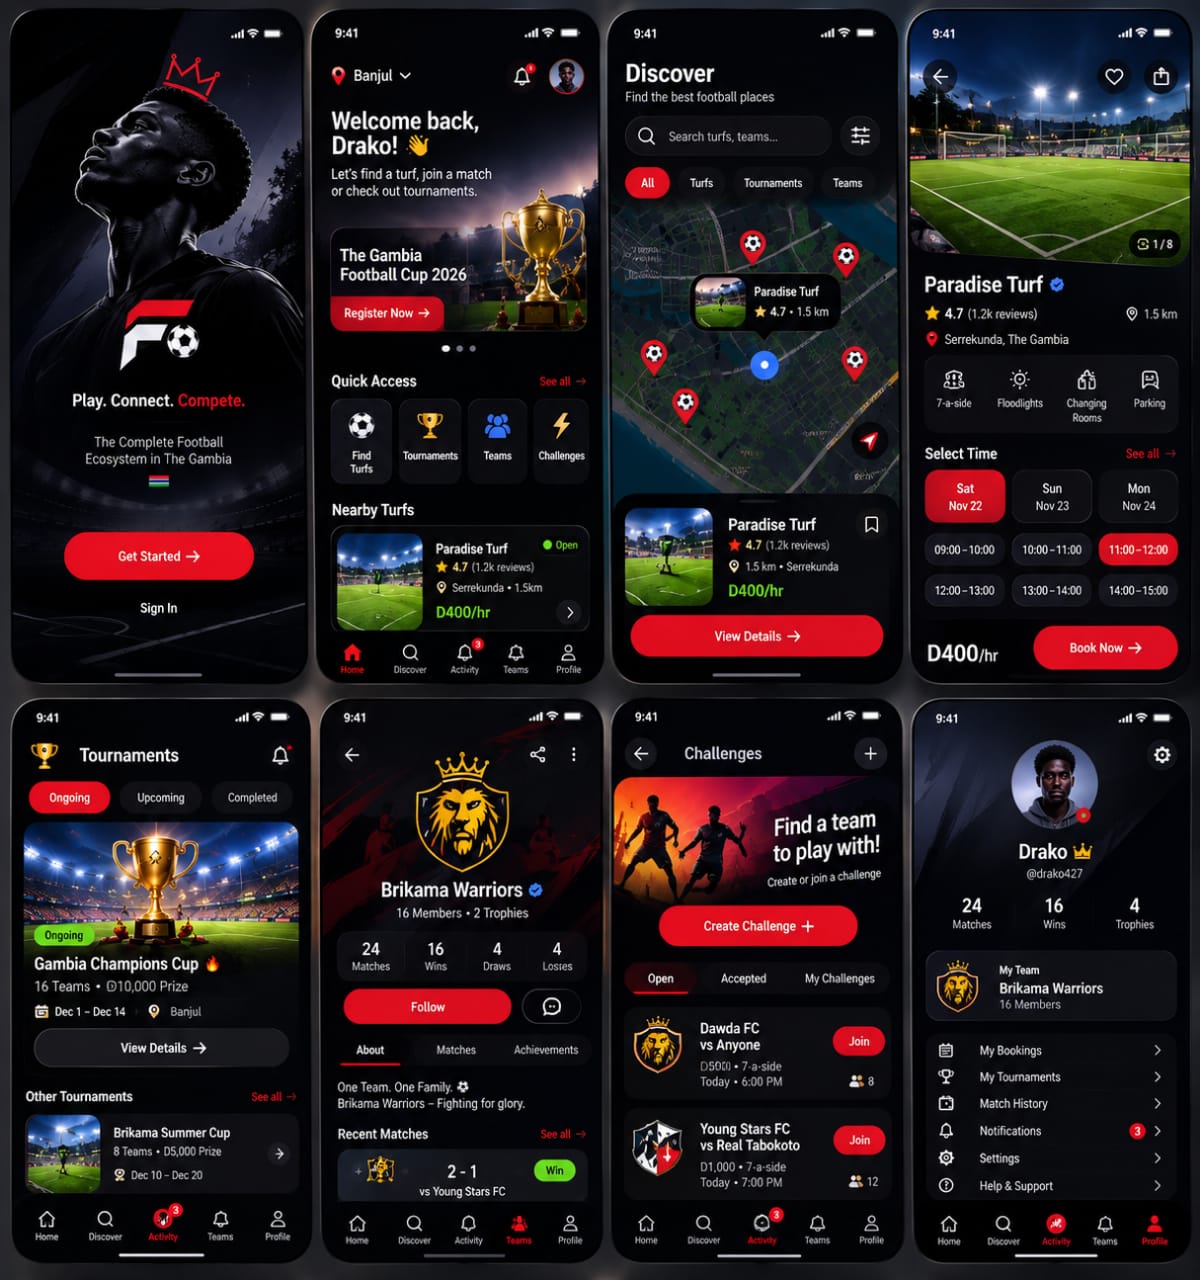 Play. Connect. Compete.
The Complete Football
Ecosystem in The Gambia
Get Started →
Sign In
9:41
Banjul
Welcome back,
Drako! 👋
Let's find a turf, join a match
or check out tournaments.
The Gambia
Football Cup 2026
Register Now →
Quick Access
See all →
Find
Turfs
Tournaments
Teams
Challenges
Nearby Turfs
Paradise Turf
Open
4.7 (1.2k reviews)
Serrekunda • 1.5km
D400/hr
Home
Discover
3
Activity
Teams
Profile
9:41
Discover
Find the best football places
Search turfs, teams...
All
Turfs
Tournaments
Teams
Paradise Turf
4.7 • 1.5 km
Paradise Turf
4.7 (1.2k reviews)
1.5 km • Serrekunda
D400/hr
View Details →
9:41
1/8
Paradise Turf
4.7 (1.2k reviews)
1.5 km
Serrekunda, The Gambia
7-a-side
Floodlights
Changing
Rooms
Parking
Select Time
See all →
Sat
Nov 22
Sun
Nov 23
Mon
Nov 24
09:00-10:00
10:00-11:00
11:00-12:00
12:00-13:00
13:00-14:00
14:00-15:00
D400/hr
Book Now →
9:41
Tournaments
Ongoing
Upcoming
Completed
Ongoing
Gambia Champions Cup 🔥
16 Teams • D10,000 Prize
Dec 1 – Dec 14
Banjul
View Details →
Other Tournaments
See all →
Brikama Summer Cup
8 Teams • D5,000 Prize
Dec 10 – Dec 20
Home
Discover
3
Activity
Teams
Profile
9:41
Brikama Warriors
16 Members • 2 Trophies
24
Matches
16
Wins
4
Draws
4
Follow
About
Matches
Achievements
One Team. One Family. ⚽
Brikama Warriors – Fighting for glory.
Recent Matches
See all →
2 - 1
Win
vs Young Stars FC
Home
Discover
Activity
Teams
Profile
9:41
Challenges
Find a team
to play with!
Create or join a challenge
Create Challenge +
Open
Accepted
My Challenges
Dawda FC
vs Anyone
Join
7-a-side
Today • 6:00 PM
8
Young Stars FC
vs Real Tabokoto
Join
D1,000 • 7-a-side
Today • 7:00 PM
12
Home
Discover
3
Activity
Teams
Profile
9:41
Drako 👑
@drako427
24
Matches
16
Wins
4
Trophies
My Team
Brikama Warriors
16 Members
My Bookings
My Tournaments
Match History
Notifications
3
Settings
Help & Support
Home
Discover
Activity
Teams
Profile